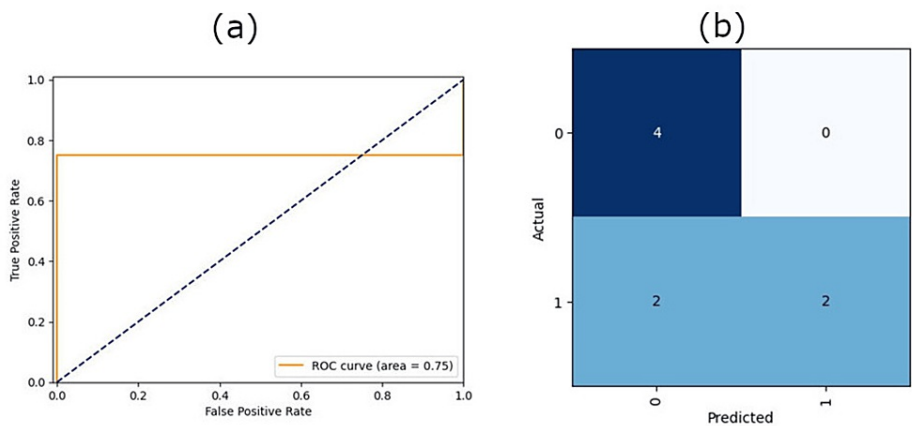 (a)
1.0
0.8
0.6
0.4
0.2
0.0
True Positive Rate
0.0 0.2 0.4 0.6 0.8 1.0
False Positive Rate
ROC curve (area = 0.75)
(b)
Actual
0
4 0
1
2 2
0 1
Predicted